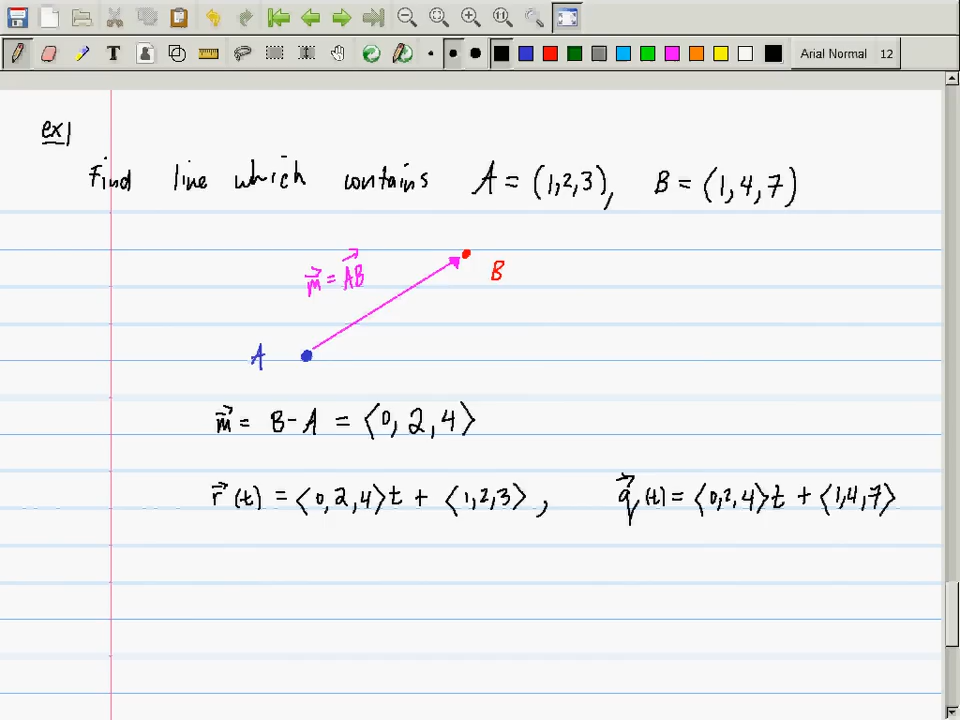 Arial Normal 12
ex1
Find line which contains A = (1,2,3), B = (1,4,7)
m⃗ = AB⃗
B
A
m⃗ = B-A = ⟨0,2,4⟩
r⃗(t) = ⟨0,2,4⟩t + ⟨1,2,3⟩, q⃗(t) = ⟨0,2,4⟩t + ⟨1,4,7⟩